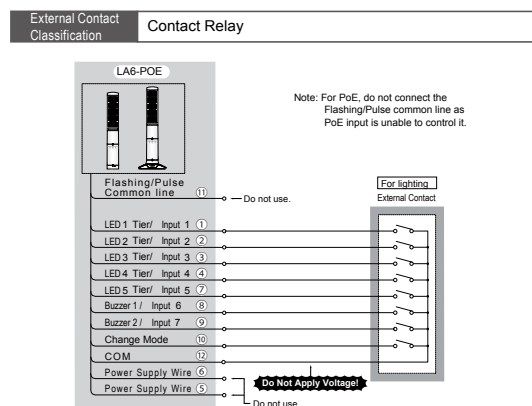 External Contact
Classification
Contact Relay
LA6-POE
Note: For PoE, do not connect the
Flashing/Pulse common line as
PoE input is unable to control it.
Flashing/Pulse
Common line ⑪
Do not use.
For lighting
External Contact
LED 1 Tier/ Input 1 ①
LED 2 Tier/ Input 2 ②
LED 3 Tier/ Input 3 ③
LED 4 Tier/ Input 4 ④
LED 5 Tier/ Input 5 ⑦
Buzzer 1 / Input 6 ⑧
Buzzer 2 / Input 7 ⑨
Change Mode ⑩
COM ⑫
Power Supply Wire ⑥
Do Not Apply Voltage!
Power Supply Wire ⑤
Do not use